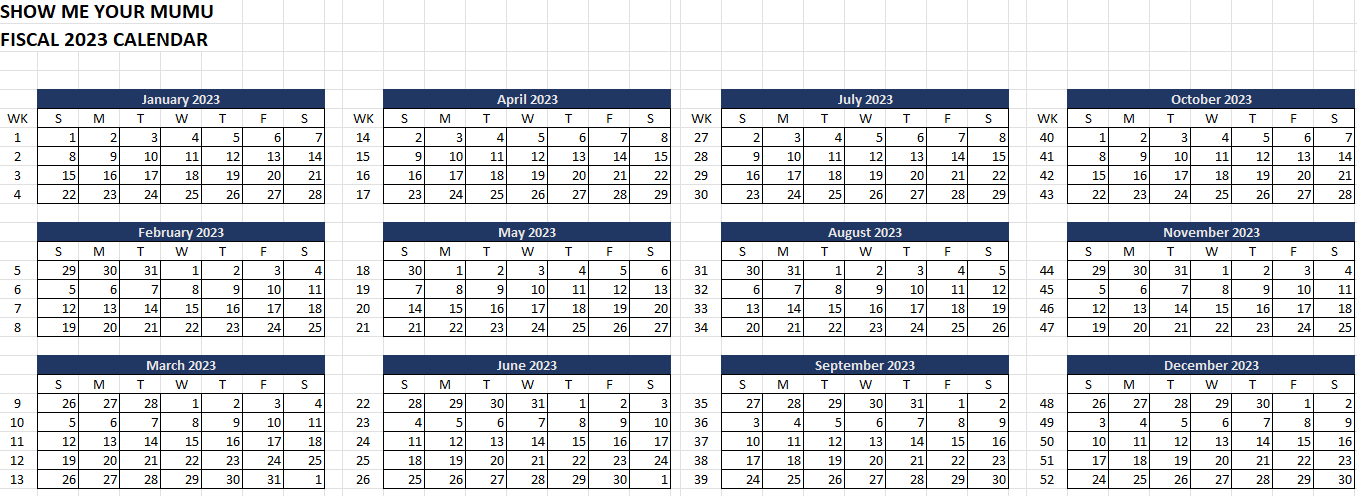 SHOW ME YOUR MUMU
FISCAL 2023 CALENDAR
January 2023 April 2023 July 2023 October 2023
WK S M T W T F S WK S M T W T F S WK S M T W T F S WK S M T W T F S
1 1 2 3 4 5 6 7 14 2 3 4 5 6 7 8 27 2 3 4 5 6 7 8 40 1 2 3 4 5 6 7
2 8 9 10 11 12 13 14 15 9 10 11 12 13 14 15 28 9 10 11 12 13 14 15 41 8 9 10 11 12 13 14
3 15 16 17 18 19 20 21 16 16 17 18 19 20 21 22 29 16 17 18 19 20 21 22 42 15 16 17 18 19 20 21
4 22 23 24 25 26 27 28 17 23 24 25 26 27 28 29 30 23 24 25 26 27 28 29 43 22 23 24 25 26 27 28
February 2023 May 2023 August 2023 November 2023
S M T W T F S S M T W T F S S M T W T F S S M T W T F S
5 29 30 31 1 2 3 4 18 30 1 2 3 4 5 6 31 30 31 1 2 3 4 5 44 29 30 31 1 2 3 4
6 5 6 7 8 9 10 11 19 7 8 9 10 11 12 13 32 6 7 8 9 10 11 12 45 5 6 7 8 9 10 11
7 12 13 14 15 16 17 18 20 14 15 16 17 18 19 20 33 13 14 15 16 17 18 19 46 12 13 14 15 16 17 18
8 19 20 21 22 23 24 25 21 21 22 23 24 25 26 27 34 20 21 22 23 24 25 26 47 19 20 21 22 23 24 25
March 2023 June 2023 September 2023 December 2023
S M T W T F S S M T W T F S S M T W T F S S M T W T F S
9 26 27 28 1 2 3 4 22 28 29 30 31 1 2 3 35 27 28 29 30 31 1 2 48 26 27 28 29 30 1 2
10 5 6 7 8 9 10 11 23 4 5 6 7 8 9 10 36 3 4 5 6 7 8 9 49 3 4 5 6 7 8 9
11 12 13 14 15 16 17 18 24 11 12 13 14 15 16 17 37 10 11 12 13 14 15 16 50 10 11 12 13 14 15 16
12 19 20 21 22 23 24 25 25 18 19 20 21 22 23 24 38 17 18 19 20 21 22 23 51 17 18 19 20 21 22 23
13 26 27 28 29 30 31 1 26 25 26 27 28 29 30 1 39 24 25 26 27 28 29 30 52 24 25 26 27 28 29 30